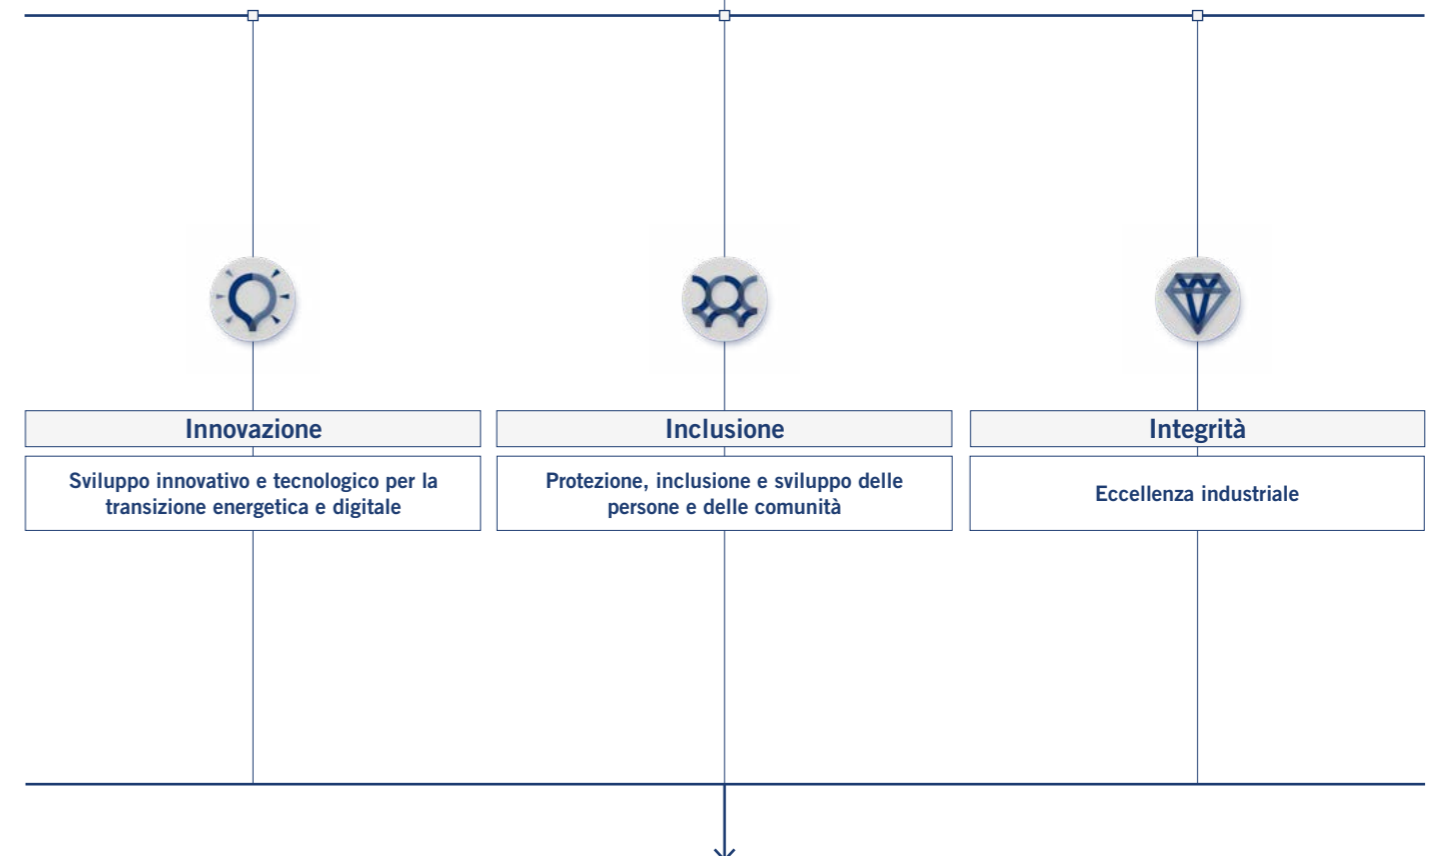 Innovazione
Inclusione
Integrità
Sviluppo innovativo e tecnologico per la
transizione energetica e digitale
Protezione, inclusione e sviluppo delle
persone e delle comunità
Eccellenza industriale